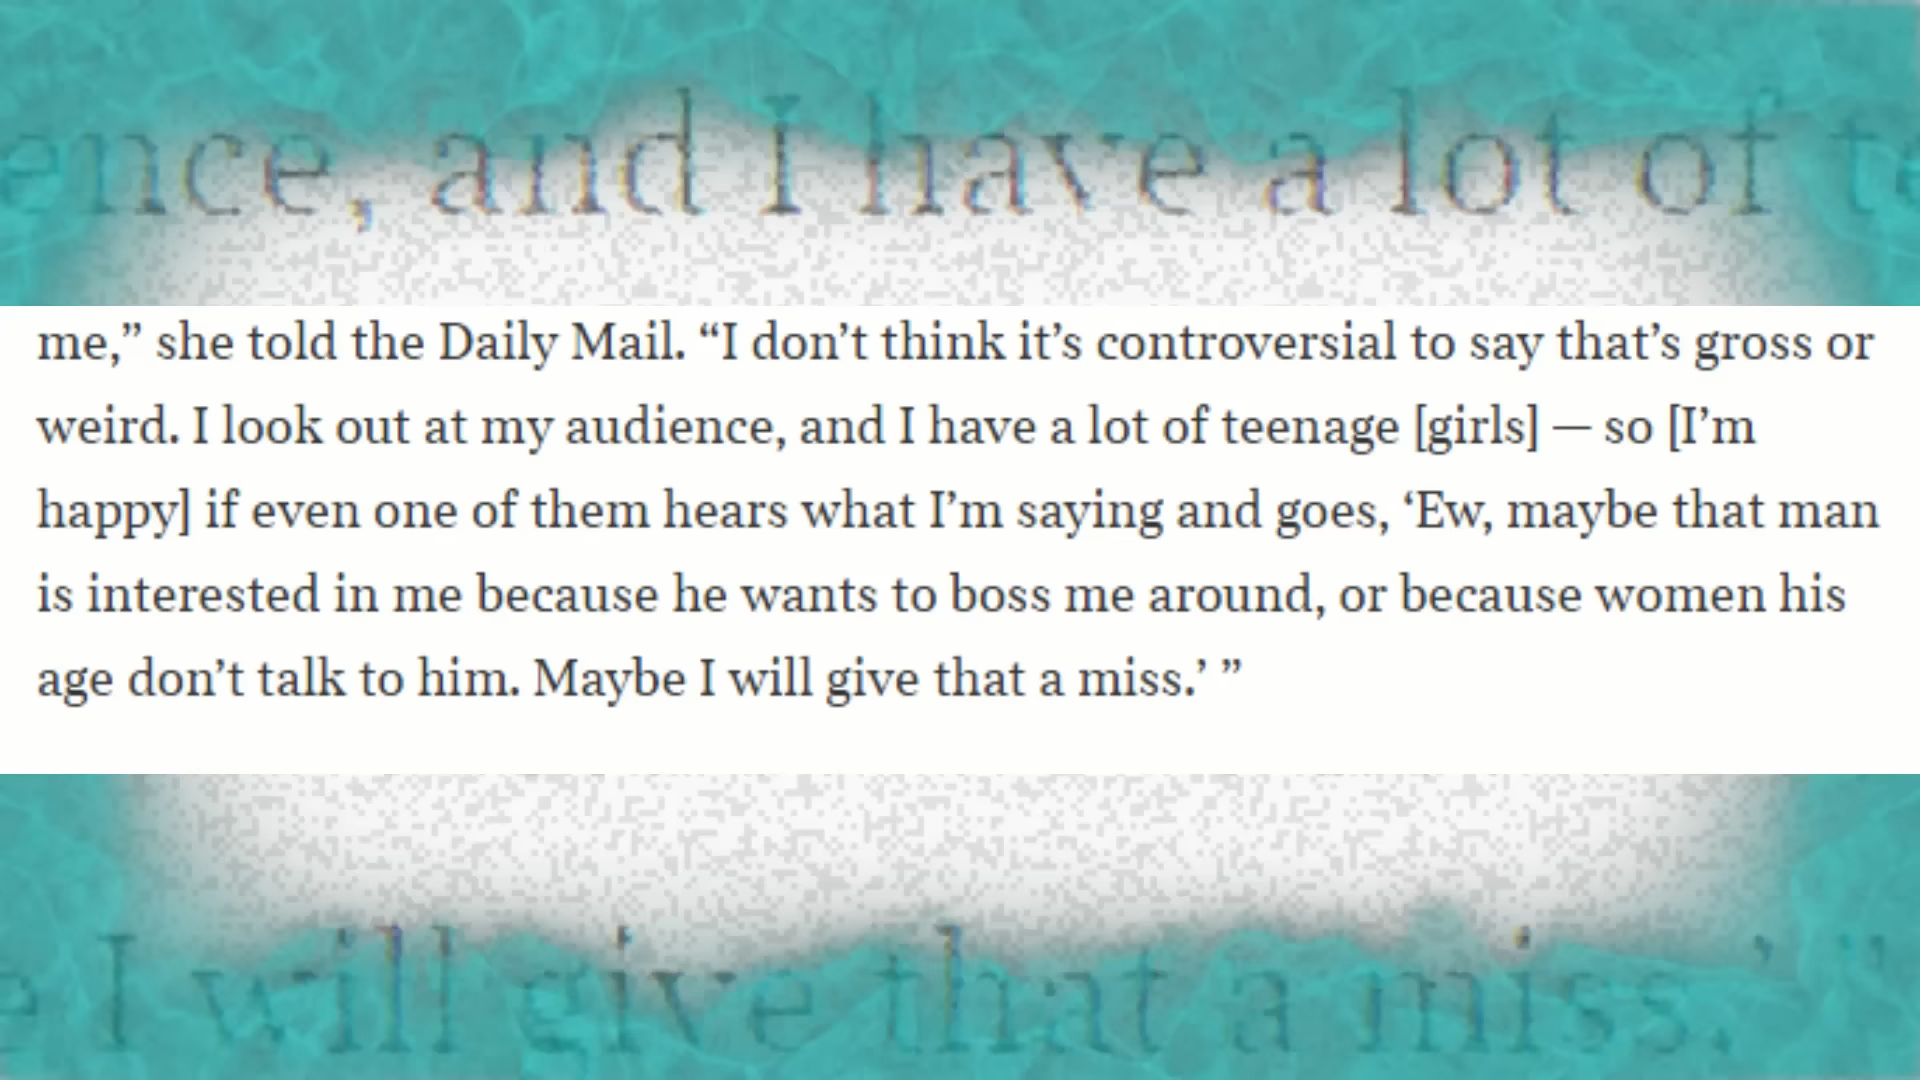 ence, and I have a lot of te
me,” she told the Daily Mail. “I don’t think it’s controversial to say that’s gross or
weird. I look out at my audience, and I have a lot of teenage [girls] — so [I’m
happy] if even one of them hears what I’m saying and goes, ‘Ew, maybe that man
is interested in me because he wants to boss me around, or because women his
age don’t talk to him. Maybe I will give that a miss.’ ”
e I will give that a miss.’ ”